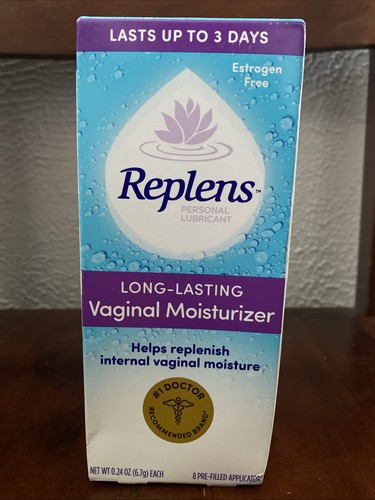 LASTS UP TO 3 DAYS
Estrogen
Free
Replens™
PERSONAL
LUBRICANT
LONG-LASTING
Vaginal Moisturizer
Helps replenish
internal vaginal moisture
#1 DOCTOR
RECOMMENDED BRAND*
NET WT 0.24 OZ (6.7g) EACH 8 PRE-FILLED APPLICATORS